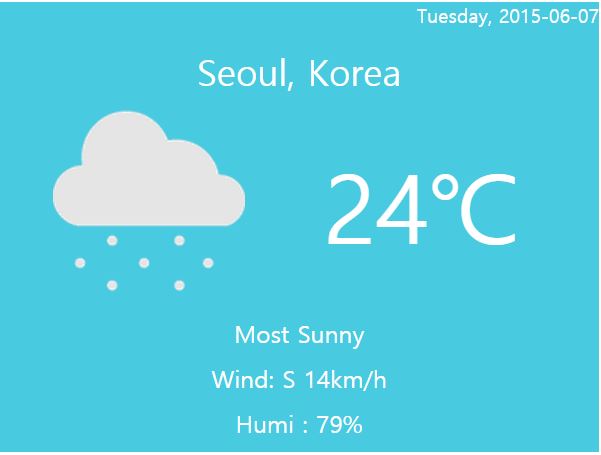 Tuesday, 2015-06-07
Seoul, Korea
24℃
Most Sunny
Wind: S 14km/h
Humi : 79%